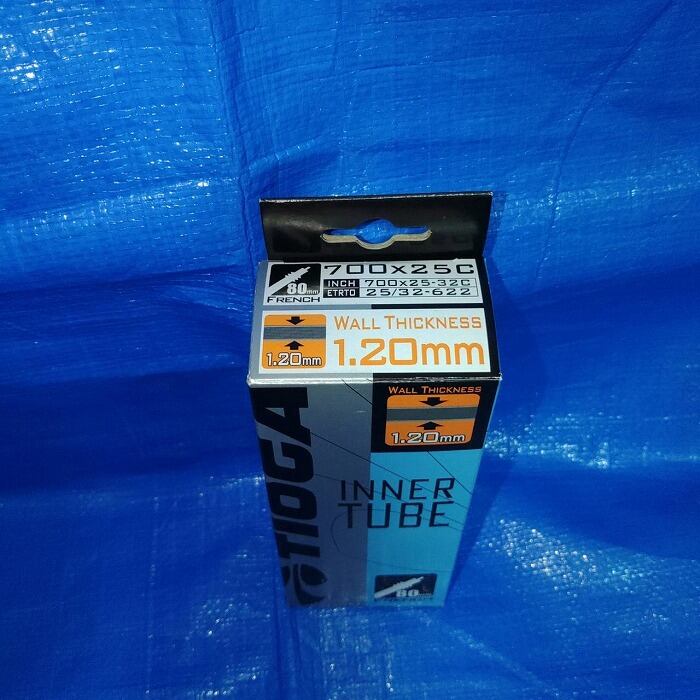 700x25C
80mm
FRENCH
INCH 700x25-32C
ETRTO 25/32-622
WALL THICKNESS
1.20mm
1.20mm
WALL THICKNESS
1.20mm
TIOGA
INNER
TUBE
80mm